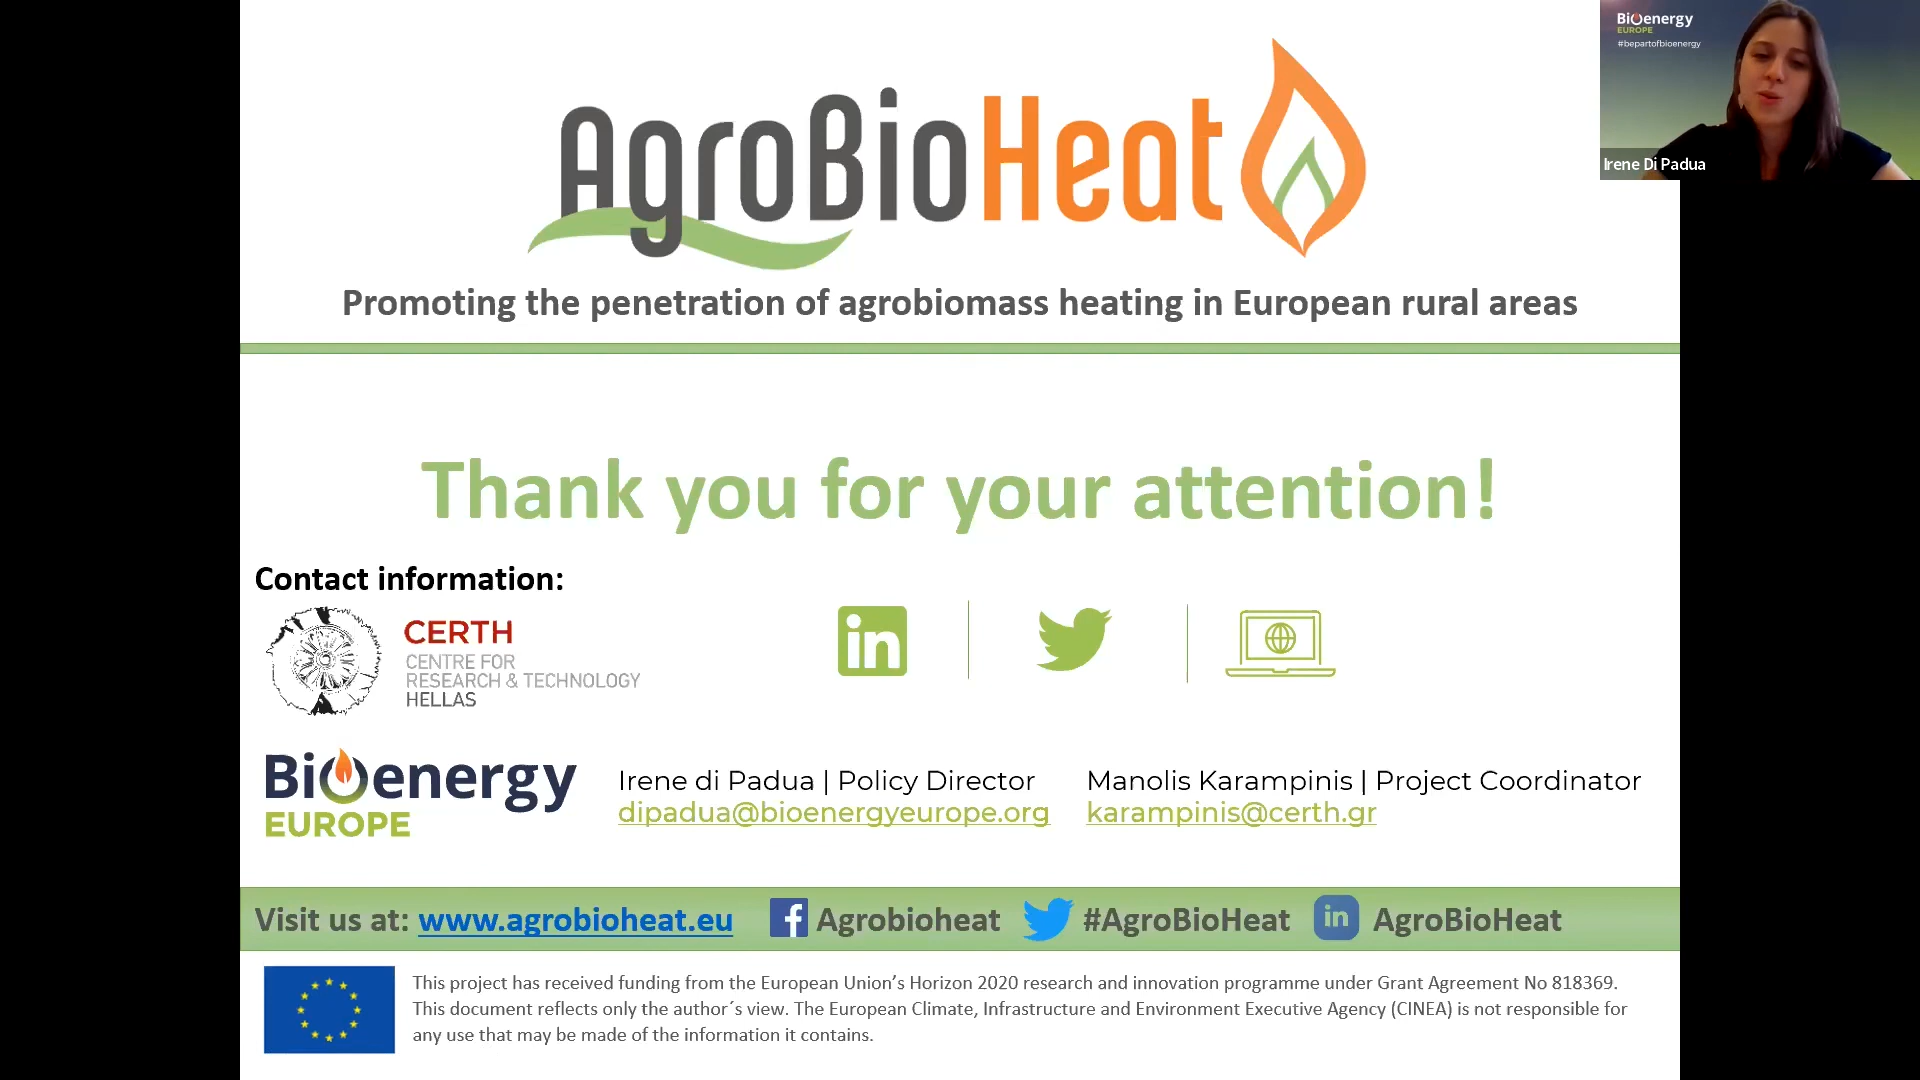 AgroBioHeat
Promoting the penetration of agrobiomass heating in European rural areas
Bioenergy
EUROPE
#bepartofbioenergy
Irene Di Padua
Thank you for your attention!
Contact information:
CERTH
CENTRE FOR
RESEARCH & TECHNOLOGY
HELLAS
in
Bioenergy
EUROPE
Irene di Padua | Policy Director
dipadua@bioenergyeurope.org
Manolis Karampinis | Project Coordinator
karampinis@certh.gr
Visit us at: www.agrobioheat.eu f Agrobioheat #AgroBioHeat in AgroBioHeat
This project has received funding from the European Union’s Horizon 2020 research and innovation programme under Grant Agreement No 818369.
This document reflects only the author´s view. The European Climate, Infrastructure and Environment Executive Agency (CINEA) is not responsible for
any use that may be made of the information it contains.